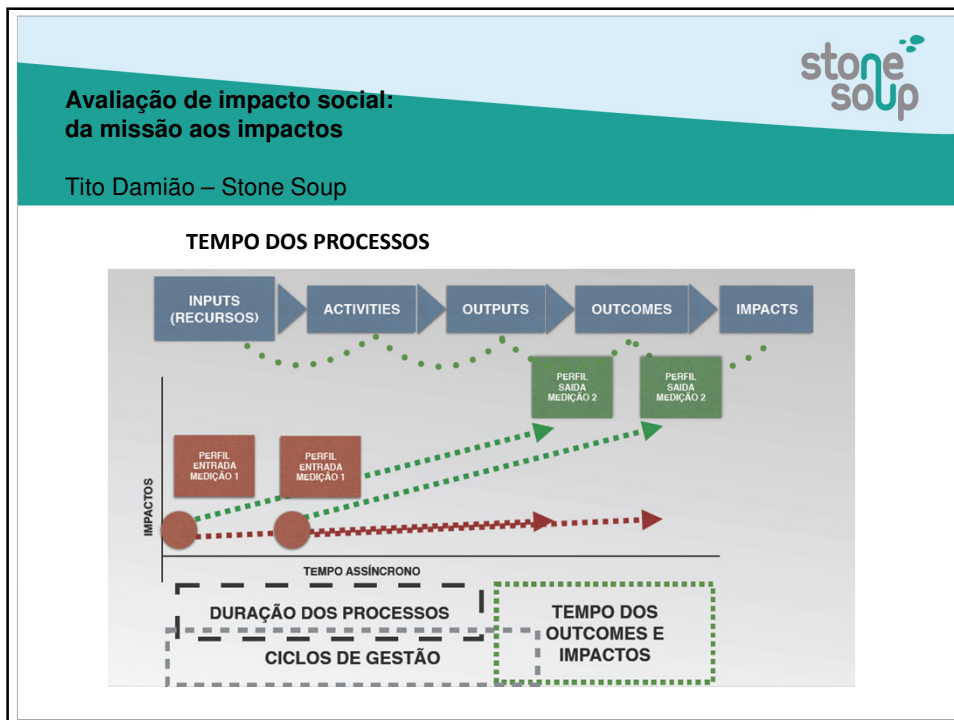 stone
soup
Avaliação de impacto social:
da missão aos impactos
Tito Damião – Stone Soup
TEMPO DOS PROCESSOS
INPUTS
(RECURSOS)
ACTIVITIES
OUTPUTS
OUTCOMES
IMPACTS
PERFIL
SAIDA
MEDIÇÃO 2
PERFIL
SAIDA
MEDIÇÃO 2
PERFIL
ENTRADA
MEDIÇÃO 1
PERFIL
ENTRADA
MEDIÇÃO 1
IMPACTOS
TEMPO ASSÍNCRONO
DURAÇÃO DOS PROCESSOS
CICLOS DE GESTÃO
TEMPO DOS
OUTCOMES E
IMPACTOS